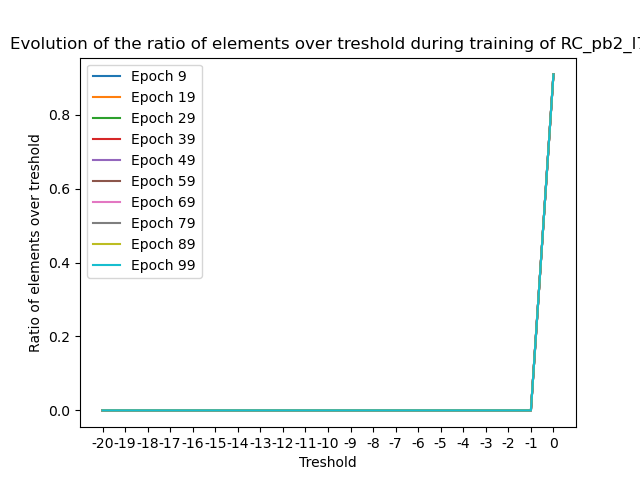 Evolution of the ratio of elements over treshold during training of RC_pb2_l
Epoch 9
Epoch 19
Epoch 29
Epoch 39
Epoch 49
Epoch 59
Epoch 69
Epoch 79
Epoch 89
Epoch 99
Ratio of elements over treshold
0.8
0.6
0.4
0.2
0.0
-20 -19 -18 -17 -16 -15 -14 -13 -12 -11 -10 -9 -8 -7 -6 -5 -4 -3 -2 -1 0
Treshold